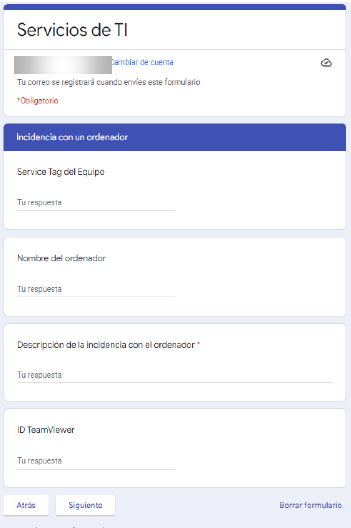 Servicios de TI
Cambiar de cuenta
Tu correo se registrará cuando envíes este formulario
*Obligatorio
Incidencia con un ordenador
Service Tag del Equipo
Tu respuesta
Nombre del ordenador
Tu respuesta
Descripción de la incidencia con el ordenador *
Tu respuesta
ID TeamViewer
Tu respuesta
Atrás Siguiente Borrar formulario